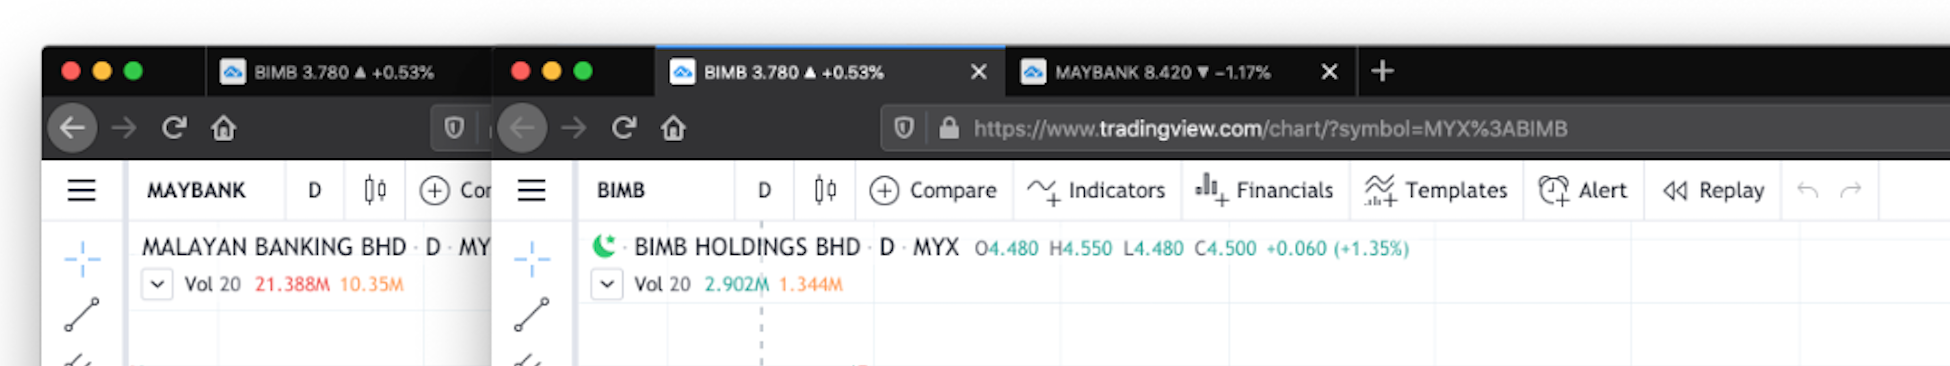 BIMB 3.780 ▲ +0.53%
MAYBANK D Co
MALAYAN BANKING BHD · D · MY
Vol 20 21.388M 10.35M
BIMB 3.780 ▲ +0.53% MAYBANK 8.420 ▼ −1.17%
https://www.tradingview.com/chart/?symbol=MYX%3ABIMB
BIMB D Compare Indicators Financials Templates Alert Replay
BIMB HOLDINGS BHD · D · MYX O4.480 H4.550 L4.480 C4.500 +0.060 (+1.35%)
Vol 20 2.902M 1.344M